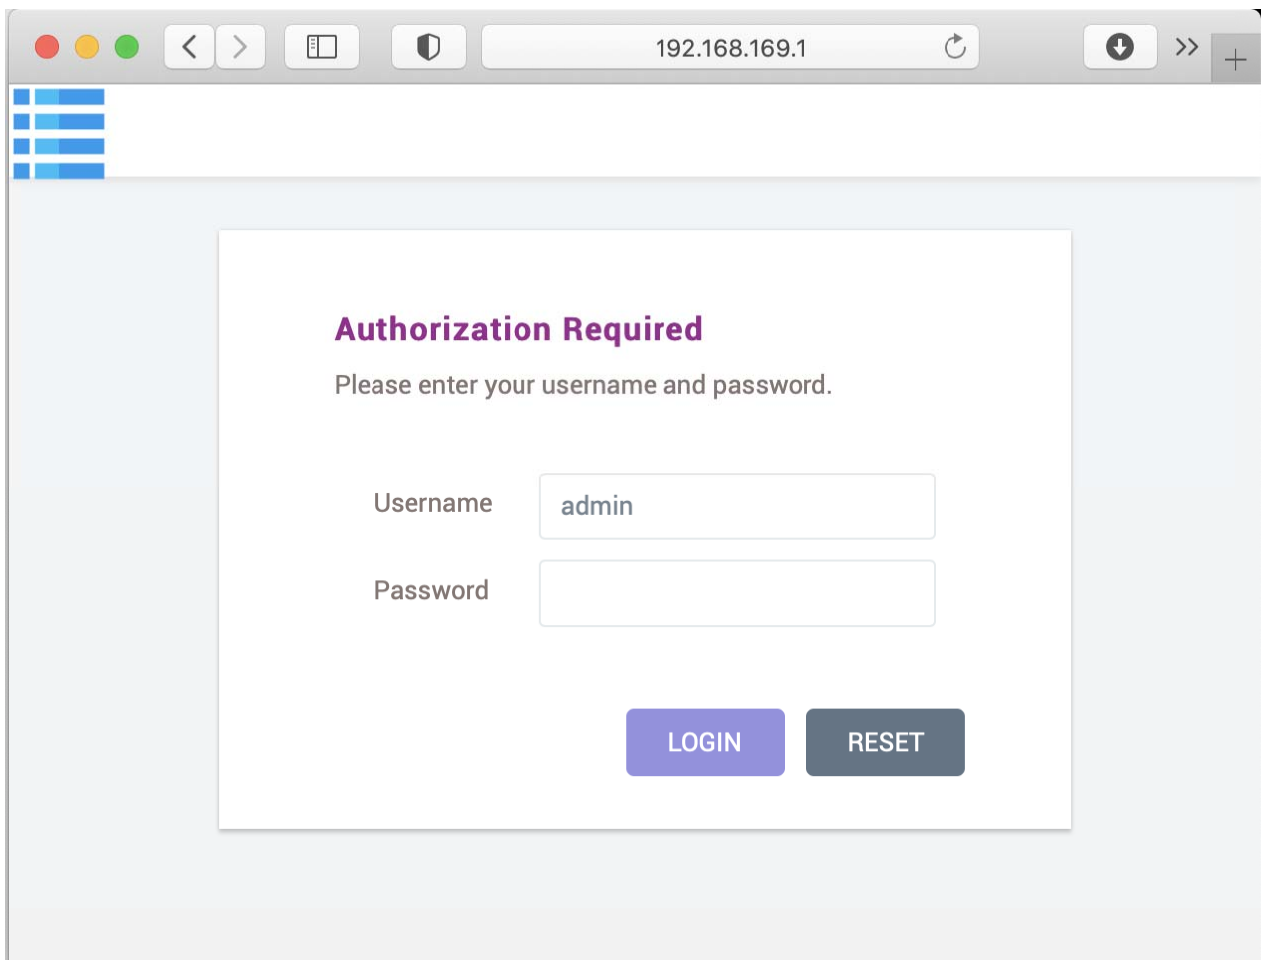 192.168.169.1
Authorization Required
Please enter your username and password.
Username admin
Password
LOGIN RESET